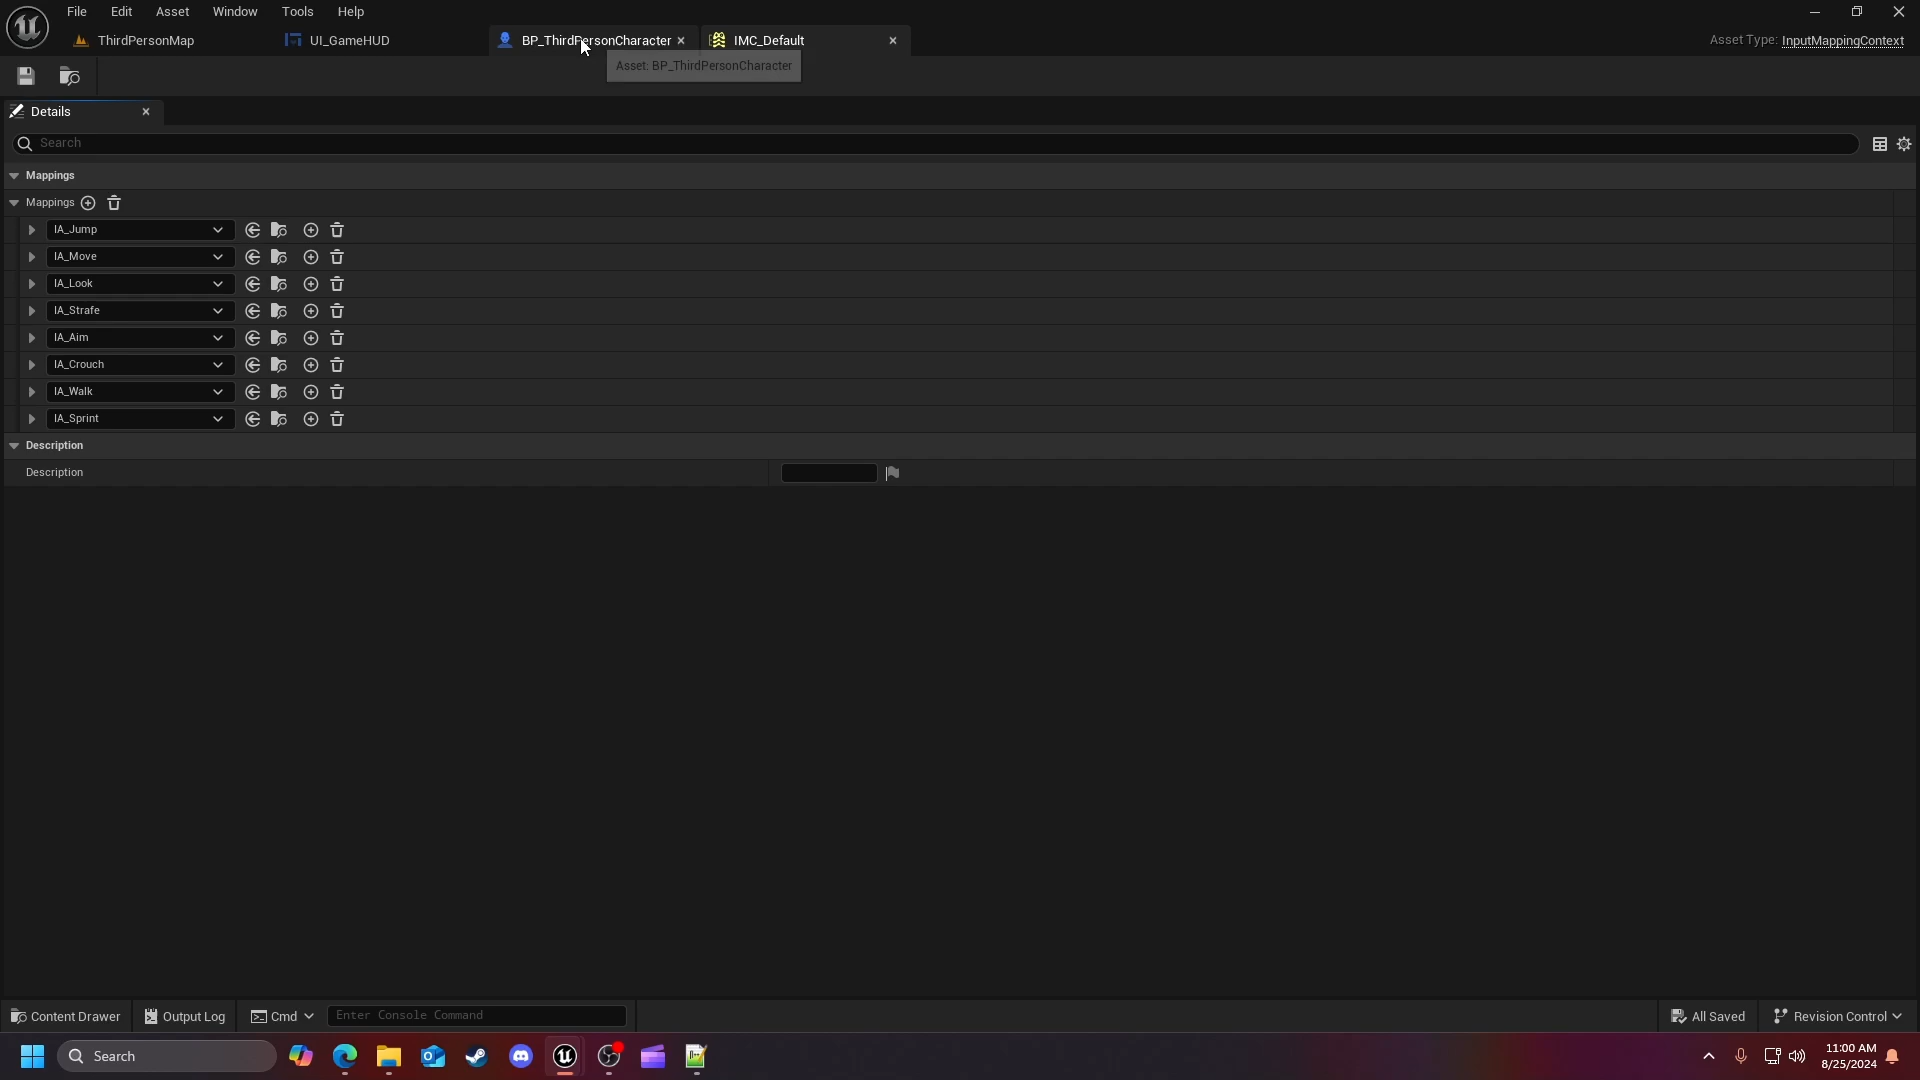 File Edit Asset Window Tools Help
ThirdPersonMap UI_GameHUD BP_ThirdPersonCharacter IMC_Default Asset Type: InputMappingContext
Asset: BP_ThirdPersonCharacter
Details
Search
Mappings
Mappings
IA_Jump
IA_Move
IA_Look
IA_Strafe
IA_Aim
IA_Crouch
IA_Walk
IA_Sprint
Description
Description
Content Drawer Output Log Cmd Enter Console Command All Saved Revision Control
Search 11:00 AM
8/25/2024